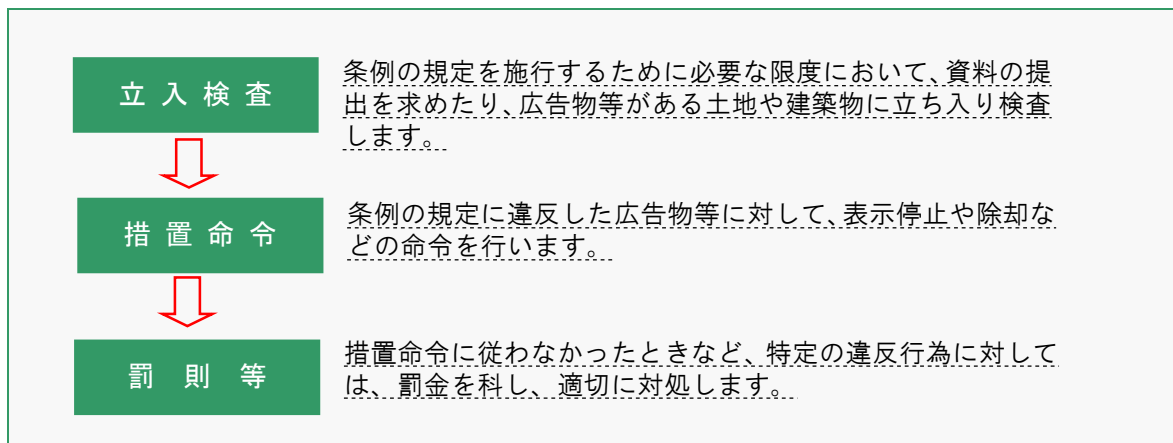 立入検査
条例の規定を施行するために必要な限度において、資料の提
出を求めたり、広告物等がある土地や建築物に立ち入り検査
します。
措置命令
条例の規定に違反した広告物等に対して、表示停止や除却な
どの命令を行います。
罰則等
措置命令に従わなかったときなど、特定の違反行為に対して
は、罰金を科し、適切に対処します。